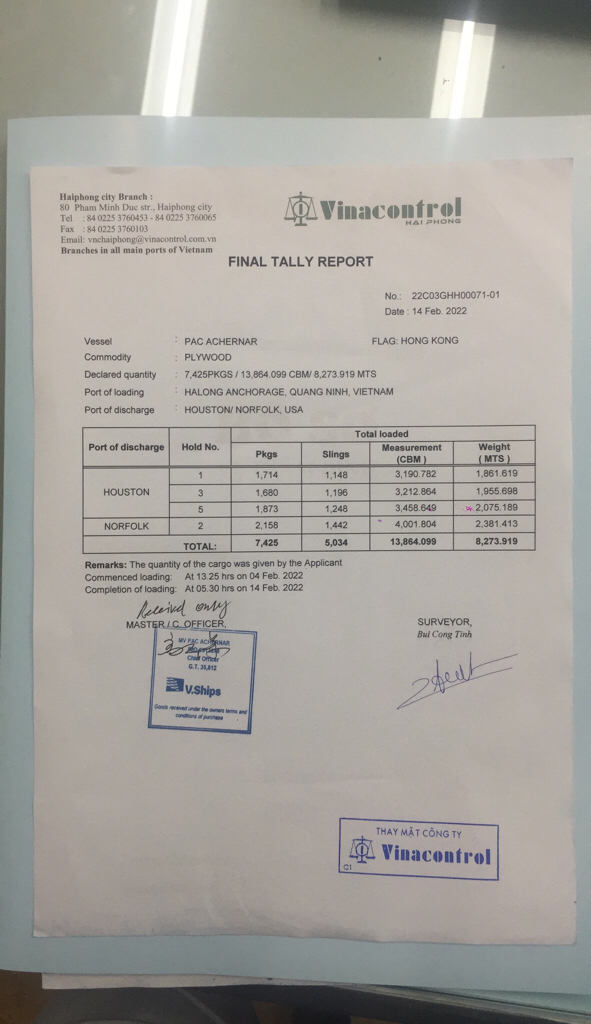 Haiphong city Branch :
80 Pham Minh Duc str., Haiphong city
Tel : 84 0225 3760453 - 84 0225 3760065
Fax : 84 0225 3760103
Email: vnchaiphong@vinacontrol.com.vn
Branches in all main ports of Vietnam
Vinacontrol
HAI PHONG
FINAL TALLY REPORT
No.: 22C03GHH00071-01
Date : 14 Feb. 2022
Vessel : PAC ACHERNAR FLAG: HONG KONG
Commodity : PLYWOOD
Declared quantity : 7,425PKGS / 13,864.099 CBM/ 8,273.919 MTS
Port of loading : HALONG ANCHORAGE, QUANG NINH, VIETNAM
Port of discharge : HOUSTON/ NORFOLK, USA
Port of discharge Hold No. Total loaded
Pkgs Slings Measurement (CBM) Weight (MTS)
HOUSTON 1 1,714 1,148 3,190.782 1,861.619
3 1,680 1,196 3,212.864 1,955.698
5 1,873 1,248 3,458.649 2,075.189
NORFOLK 2 2,158 1,442 4,001.804 2,381.413
TOTAL: 7,425 5,034 13,864.099 8,273.919
Remarks: The quantity of the cargo was given by the Applicant
Commenced loading: At 13.25 hrs on 04 Feb. 2022
Completion of loading: At 05.30 hrs on 14 Feb. 2022
Received only
MASTER / C. OFFICER, SURVEYOR,
Bui Cong Tinh
MV PAC ACHERNAR
Chief Officer
G.T. 35,812
V.Ships
Goods received under the owners terms and
conditions of purchase
THAY MẶT CÔNG TY
Vinacontrol
C1